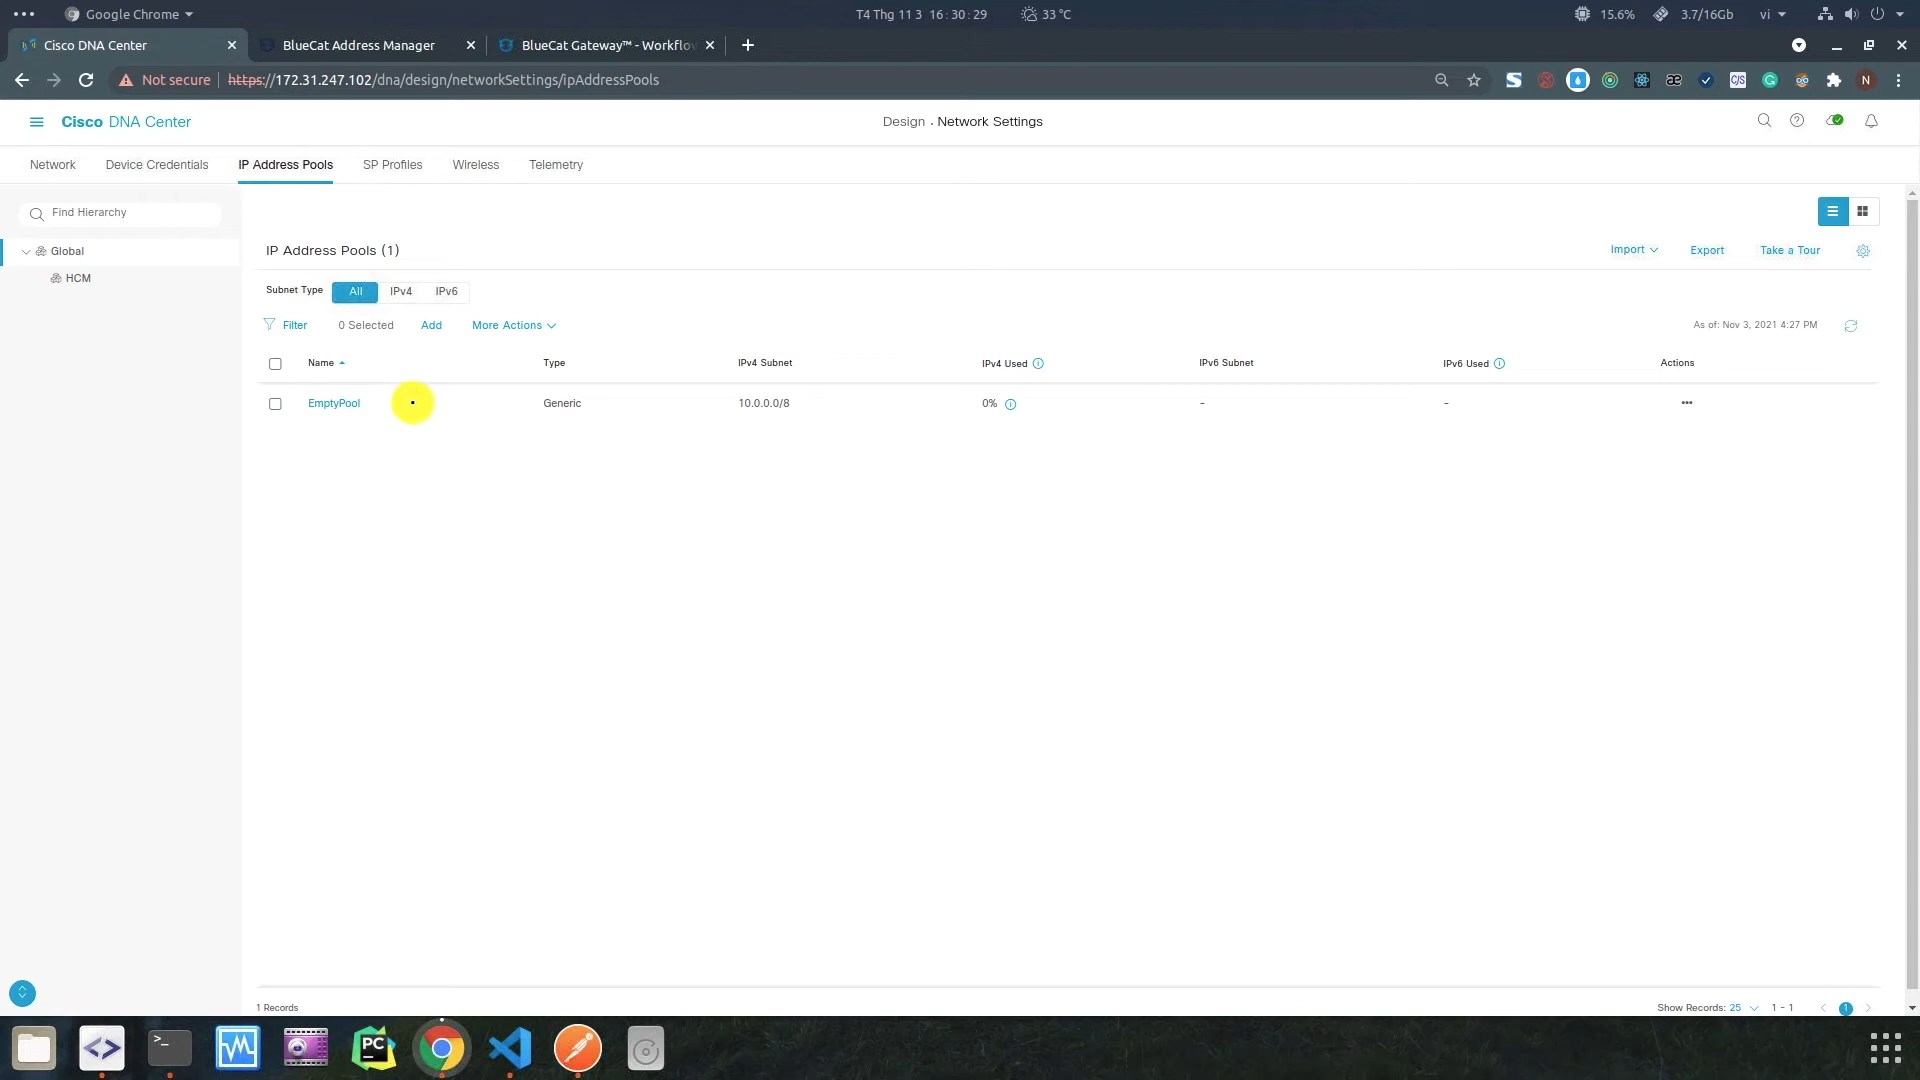 Google Chrome
T4 Thg 11 3 16:30:29
33 °C
15.6%
3.7/16Gb
vi
Cisco DNA Center
BlueCat Address Manager
BlueCat Gateway™ - Workflo
Not secure
https://172.31.247.102/dna/design/networkSettings/ipAddressPools
N
Cisco DNA Center
Design . Network Settings
Network
Device Credentials
IP Address Pools
SP Profiles
Wireless
Telemetry
Find Hierarchy
Global
HCM
IP Address Pools (1)
Import
Export
Take a Tour
Subnet Type
All
IPv4
IPv6
Filter
0 Selected
Add
More Actions
As of: Nov 3, 2021 4:27 PM
Name
Type
IPv4 Subnet
IPv4 Used
IPv6 Subnet
IPv6 Used
Actions
EmptyPool
Generic
10.0.0.0/8
0%
-
-
1 Records
Show Records: 25
1 - 1
1
>_
PC